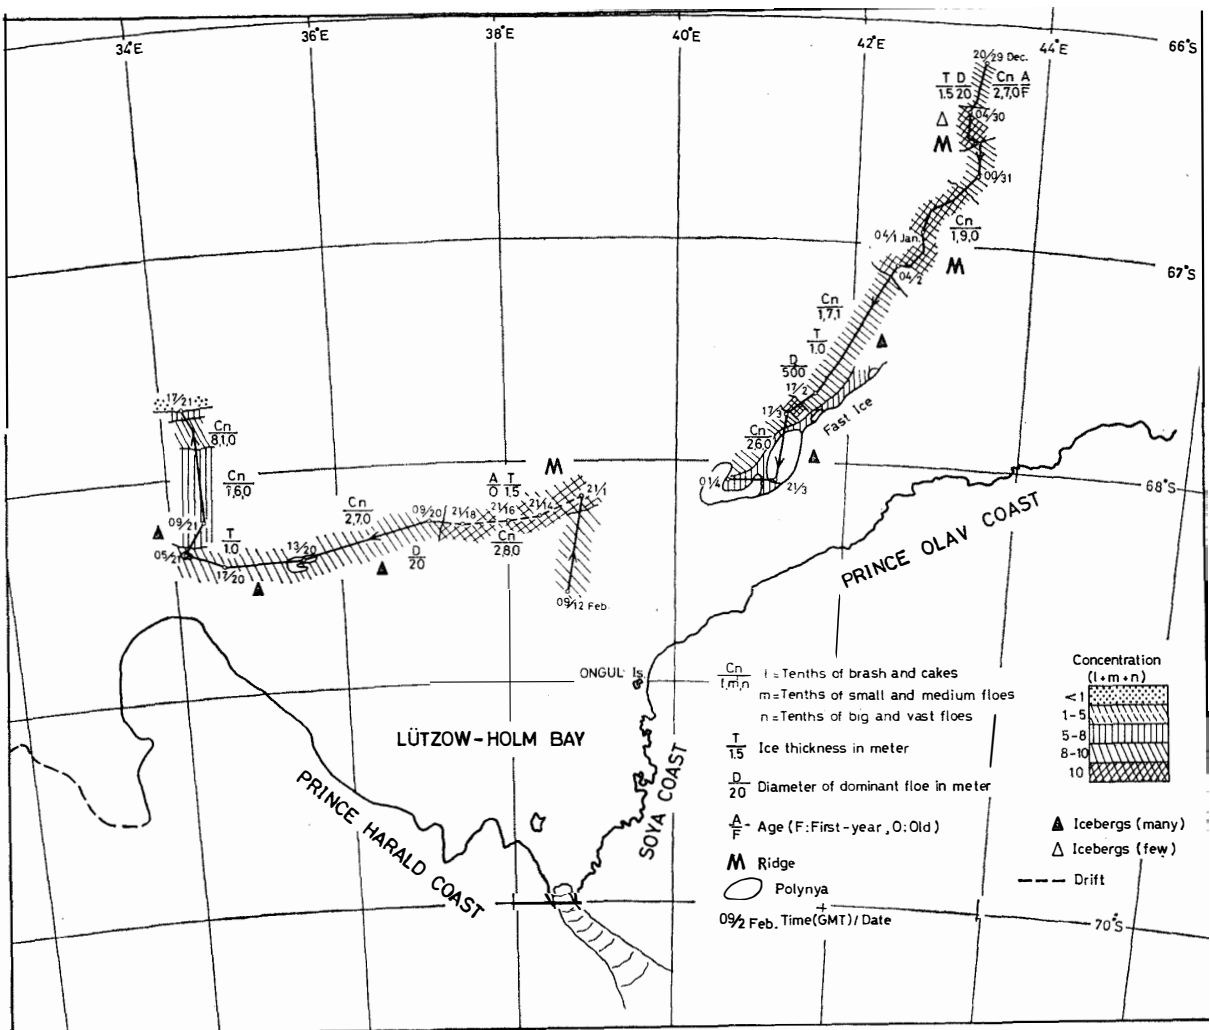 34°E
36°E
38°E
40°E
42°E
44°E
66°S
20/29 Dec.
T D
1.5 20
Cn A
2,7,0 F
04/30
00/31
Cn
1,9,0
04/1 Jan.
04/2
67°S
Cn
1,7,1
T
1.0
D
500
17/2
17/3
Fast Ice
Cn
2,6,0
01/4
21/3
68°S
17/21
Cn
8,1,0
Cn
1,6,0
09/21
05/21
T
1.0
17/20
13/20
Cn
2,7,0
09/20
D
20
21/18
21/16
21/14
A T
O 1.5
Cn
2,8,0
21/1
09/12 Feb.
PRINCE OLAV COAST
ONGUL Is.
LÜTZOW-HOLM BAY
PRINCE HARALD COAST
SOYA COAST
Cn
l,m,n
l = Tenths of brash and cakes
m = Tenths of small and medium floes
n = Tenths of big and vast floes
T
1.5
Ice thickness in meter
D
20
Diameter of dominant floe in meter
A
F
- Age (F:First-year, O:Old)
Ridge
Polynya
09/2 Feb. Time(GMT)/Date
Concentration
(l+m+n)
<1
1-5
5-8
8-10
10
Icebergs (many)
Icebergs (few)
Drift
70°S